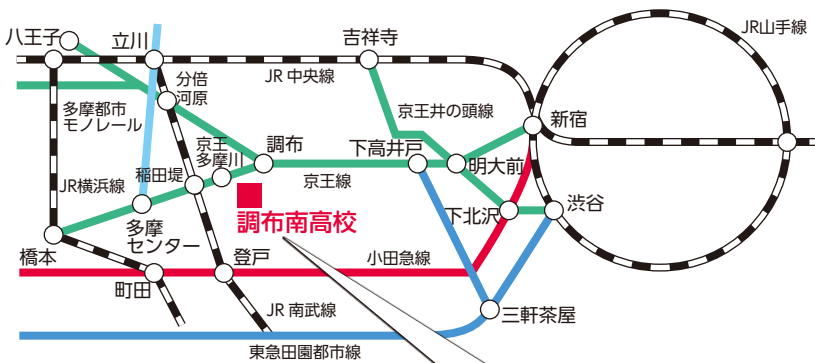 JR山手線
八王子
立川
吉祥寺
JR 中央線
分倍
河原
多摩都市
モノレール
京王井の頭線
新宿
京王
多摩川
調布
下高井戸
明大前
稲田堤
JR横浜線
京王線
調布南高校
下北沢
渋谷
多摩
センター
橋本
登戸
小田急線
町田
JR 南武線
三軒茶屋
東急田園都市線